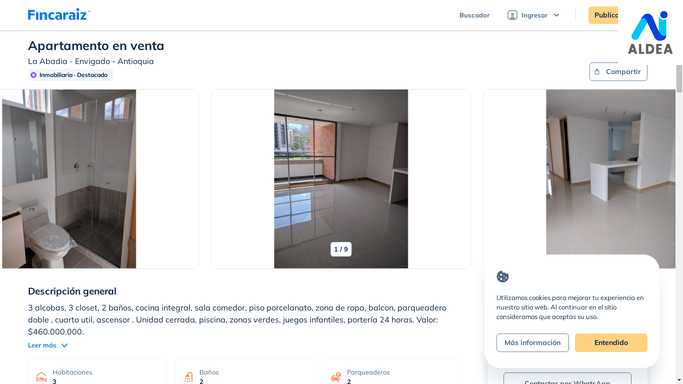 Fincaraiz
Buscador
Ingresar
Public
AI
ALDEA
Apartamento en venta
La Abadia - Envigado - Antioquia
Inmobiliaria - Destacado
Compartir
1 / 9
Descripción general
3 alcobas, 3 closet, 2 baños, cocina integral, sala comedor, piso porcelanato, zona de ropa, balcon, parqueadero
doble , cuarto util, ascensor . Unidad cerrada, piscina, zonas verdes, juegos infantiles, portería 24 horas. Valor:
$460.000.000.
Leer más
Habitaciones
3
Baños
2
Parqueaderos
2
Utilizamos cookies para mejorar tu experiencia en
nuestro sitio web. Al continuar en el sitio
consideramos que aceptas su uso.
Más información
Entendido
Contactar por WhatsApp